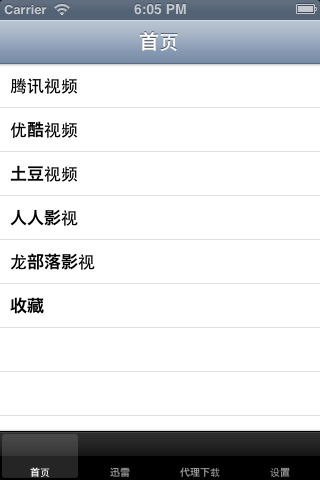 Carrier 6:05 PM
首页
腾讯视频
优酷视频
土豆视频
人人影视
龙部落影视
收藏
首页 迅雷 代理下载 设置